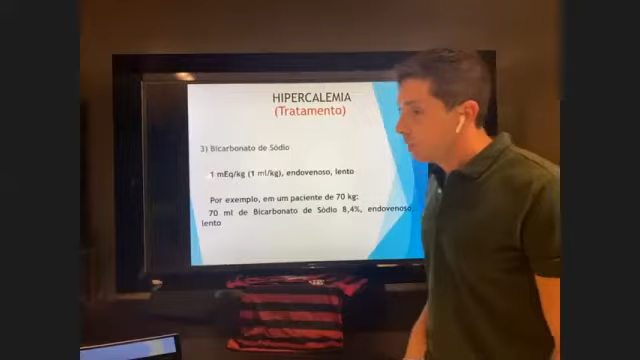 HIPERCALEMIA
(Tratamento)
3) Bicarbonato de Sódio
1 mEq/kg (1 ml/kg), endovenoso, lento
Por exemplo, em um paciente de 70 kg:
70 ml de Bicarbonato de Sódio 8,4%, endovenoso,
lento